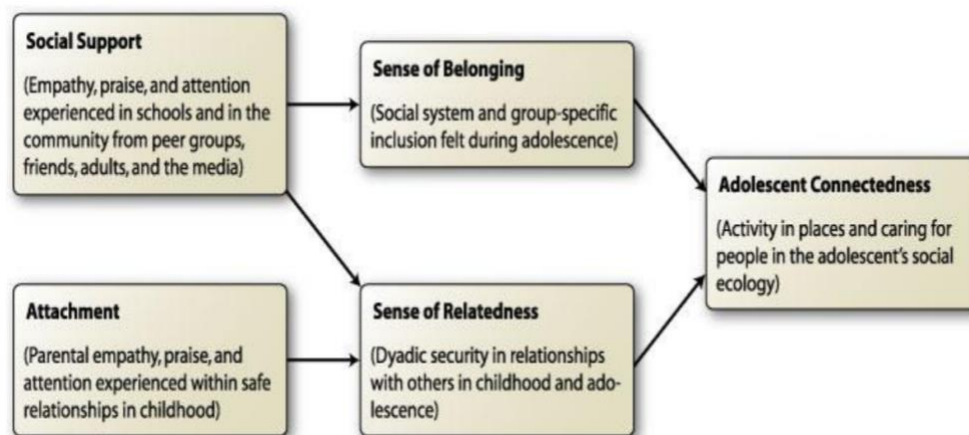 Social Support
(Empathy, praise, and attention
experienced in schools and in the
community from peer groups,
friends, adults, and the media)
Sense of Belonging
(Social system and group-specific
inclusion felt during adolescence)
Adolescent Connectedness
(Activity in places and caring for
people in the adolescent's social
ecology)
Attachment
(Parental empathy, praise, and
attention experienced within safe
relationships in childhood)
Sense of Relatedness
(Dyadic security in relationships
with others in childhood and ado-
lescence)